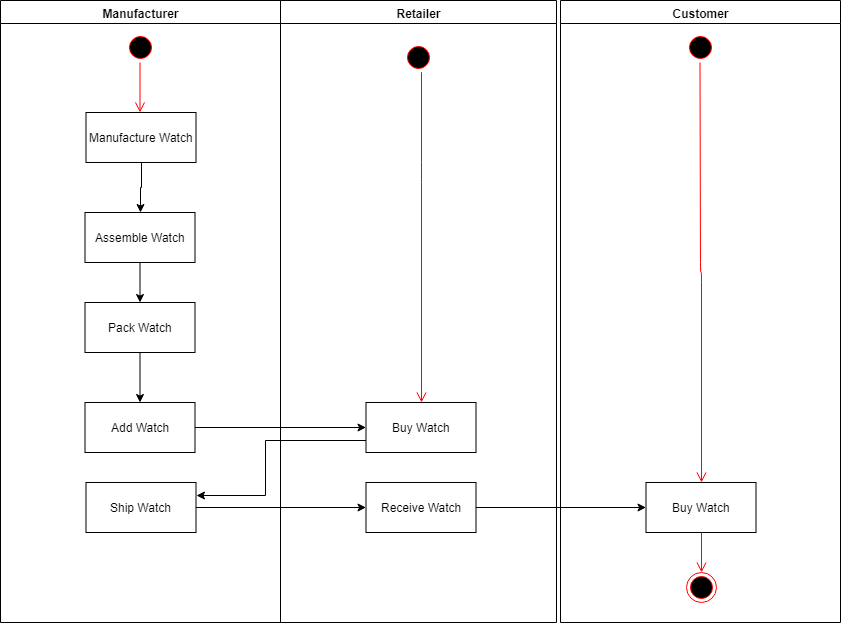 Manufacturer
Retailer
Customer
Manufacture Watch
Assemble Watch
Pack Watch
Add Watch
Buy Watch
Ship Watch
Receive Watch
Buy Watch